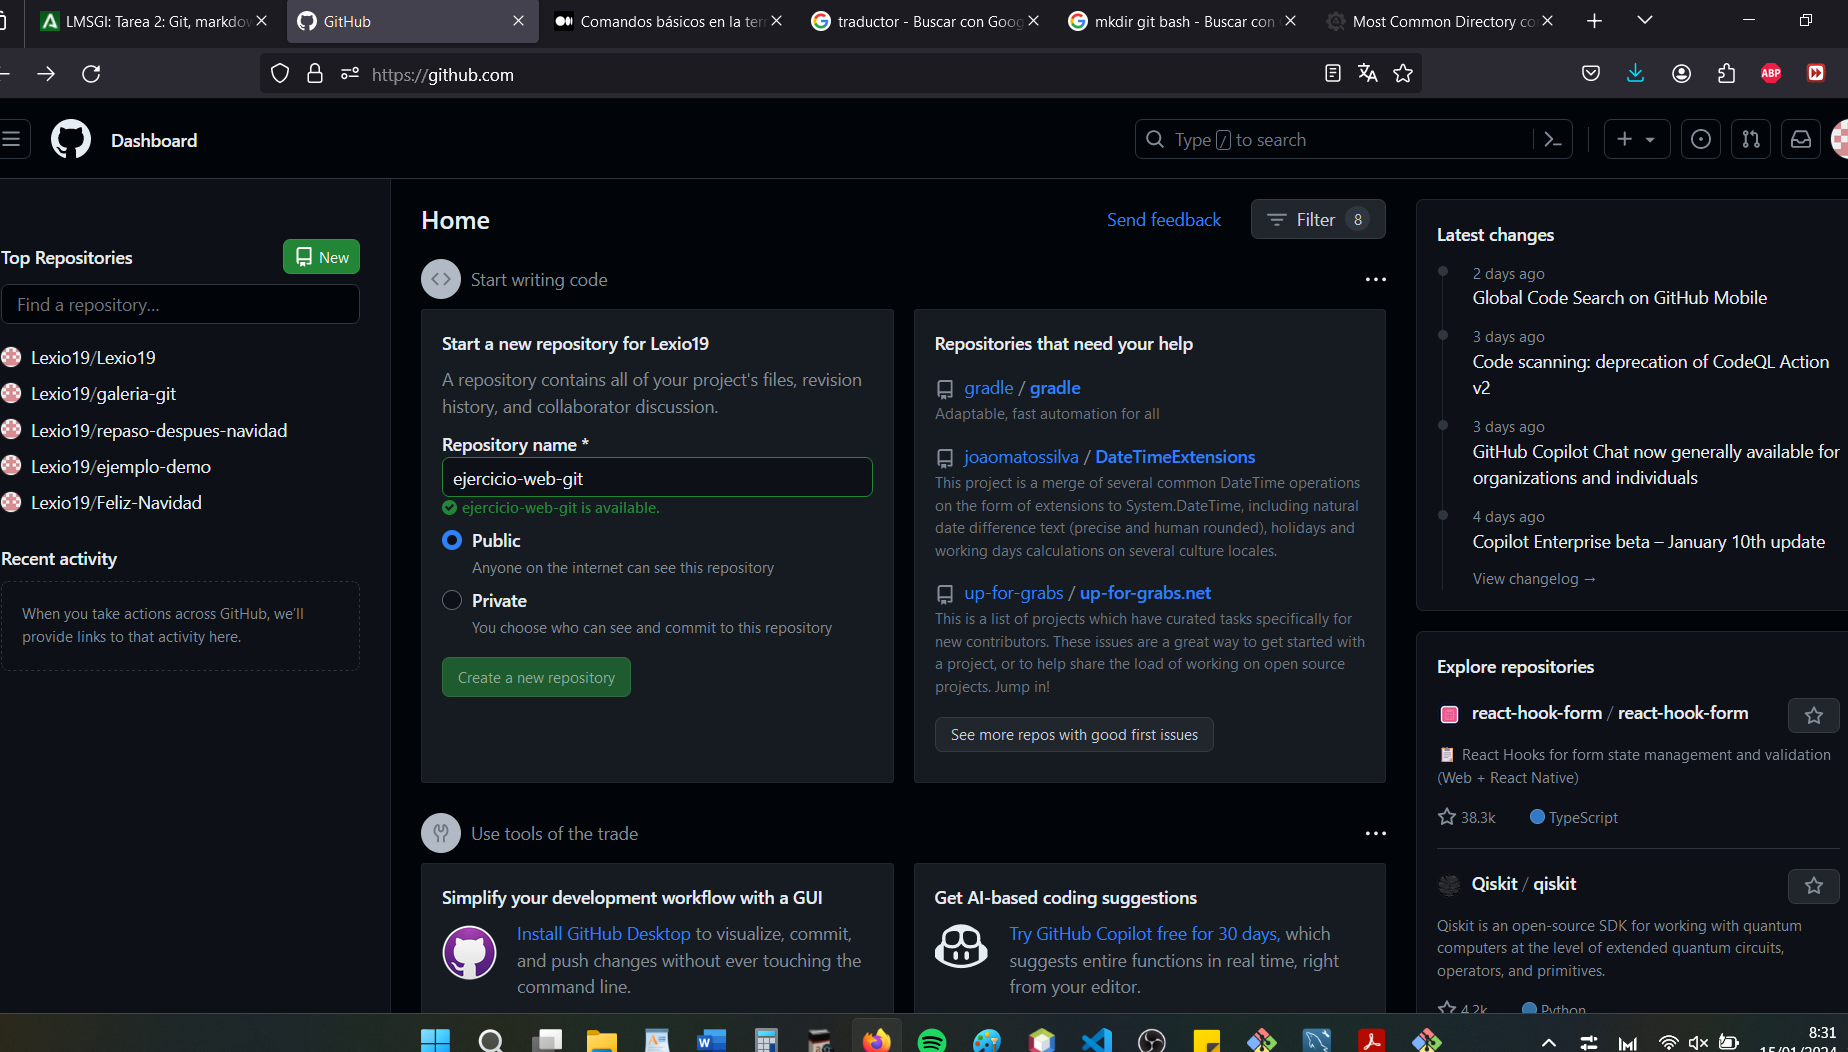 LMSGI: Tarea 2: Git, markdow
GitHub
Comandos básicos en la ter
traductor - Buscar con Goog
mkdir git bash - Buscar con
Most Common Directory co
https://github.com
ABP
Dashboard
Type / to search
Top Repositories
New
Find a repository...
Lexio19/Lexio19
Lexio19/galeria-git
Lexio19/repaso-despues-navidad
Lexio19/ejemplo-demo
Lexio19/Feliz-Navidad
Recent activity
When you take actions across GitHub, we'll
provide links to that activity here.
Home
Send feedback
Filter 8
Start writing code
Start a new repository for Lexio19
A repository contains all of your project's files, revision
history, and collaborator discussion.
Repository name *
ejercicio-web-git
ejercicio-web-git is available.
Public
Anyone on the internet can see this repository
Private
You choose who can see and commit to this repository
Create a new repository
Repositories that need your help
gradle / gradle
Adaptable, fast automation for all
joaomatossilva / DateTimeExtensions
This project is a merge of several common DateTime operations
on the form of extensions to System.DateTime, including natural
date difference text (precise and human rounded), holidays and
working days calculations on several culture locales.
up-for-grabs / up-for-grabs.net
This is a list of projects which have curated tasks specifically for
new contributors. These issues are a great way to get started with
a project, or to help share the load of working on open source
projects. Jump in!
See more repos with good first issues
Use tools of the trade
Simplify your development workflow with a GUI
Install GitHub Desktop to visualize, commit,
and push changes without ever touching the
command line.
Get AI-based coding suggestions
Try GitHub Copilot free for 30 days, which
suggests entire functions in real time, right
from your editor.
Latest changes
2 days ago
Global Code Search on GitHub Mobile
3 days ago
Code scanning: deprecation of CodeQL Action
v2
3 days ago
GitHub Copilot Chat now generally available for
organizations and individuals
4 days ago
Copilot Enterprise beta – January 10th update
View changelog →
Explore repositories
react-hook-form / react-hook-form
React Hooks for form state management and validation
(Web + React Native)
38.3k
TypeScript
Qiskit / qiskit
Qiskit is an open-source SDK for working with quantum
computers at the level of extended quantum circuits,
operators, and primitives.
4.2k
Python
8:31
15/01/2024